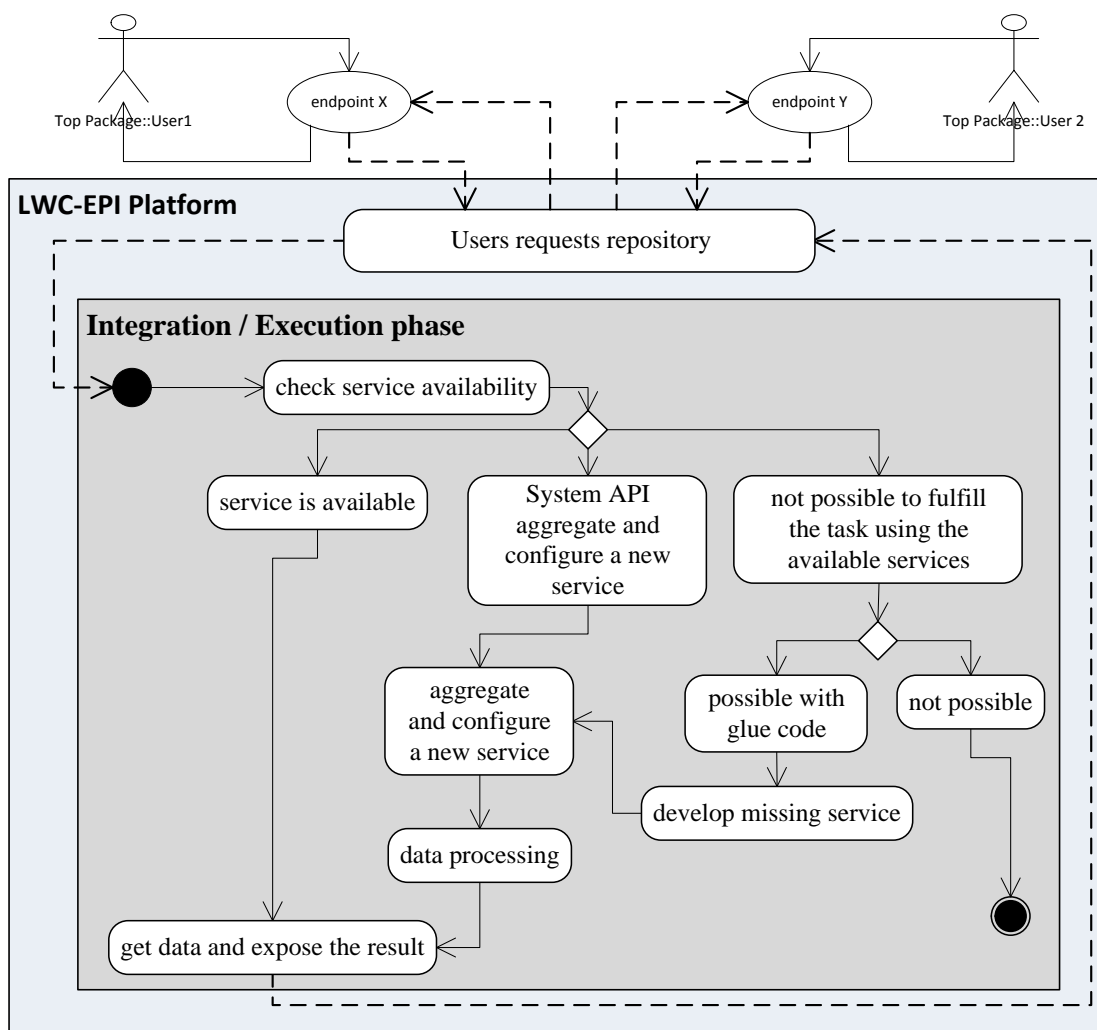 endpoint X
endpoint Y
Top Package::User1
Top Package::User 2
LWC-EPI Platform
Users requests repository
Integration / Execution phase
check service availability
service is available
System API
aggregate and
configure a new
service
not possible to fulfill
the task using the
available services
aggregate
and configure
a new service
possible with
glue code
not possible
develop missing service
data processing
get data and expose the result